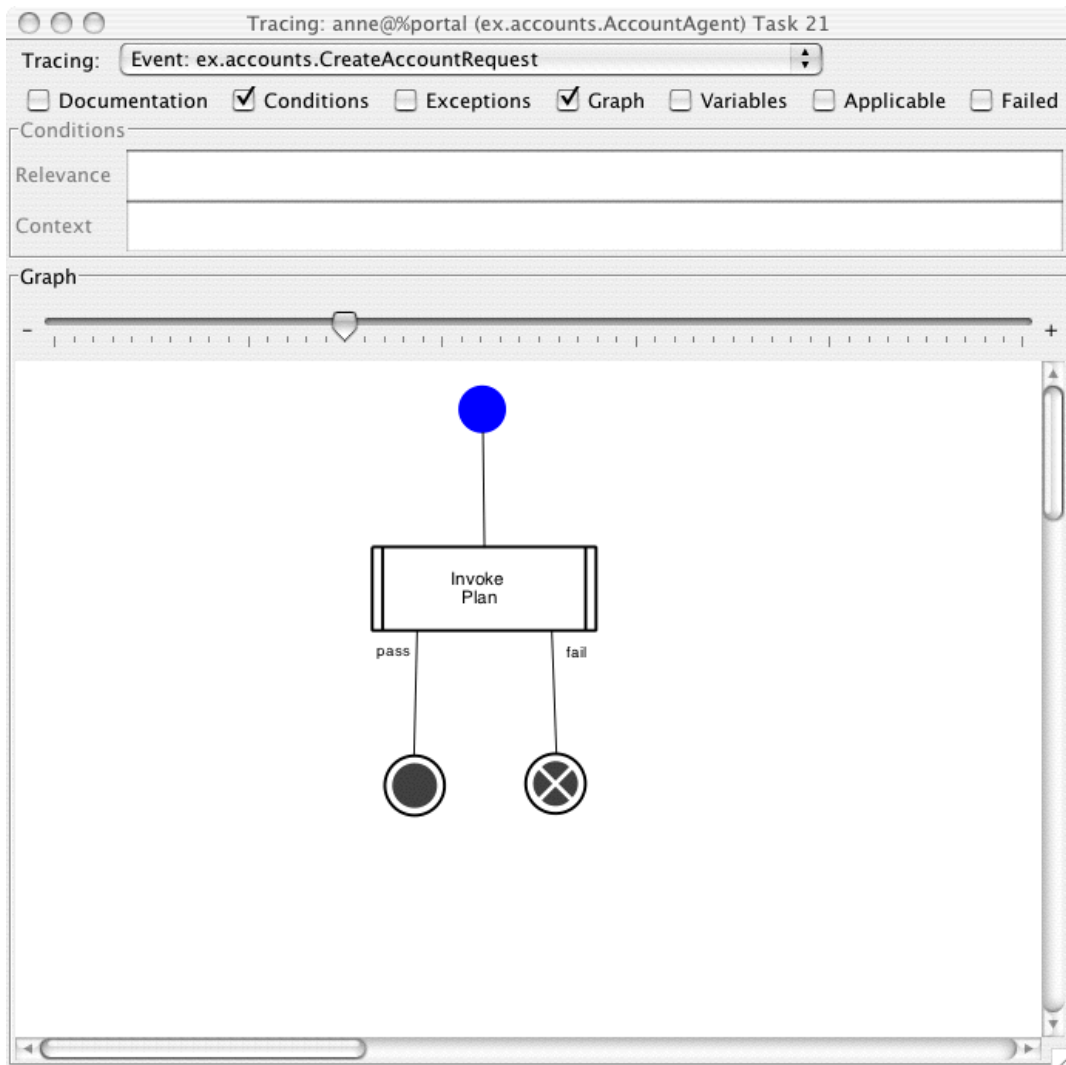 Tracing: anne@%portal (ex.accounts.AccountAgent) Task 21
Tracing: Event: ex.accounts.CreateAccountRequest
Documentation Conditions Exceptions Graph Variables Applicable Failed
Conditions
Relevance
Context
Graph
- +
Invoke
Plan
pass fail